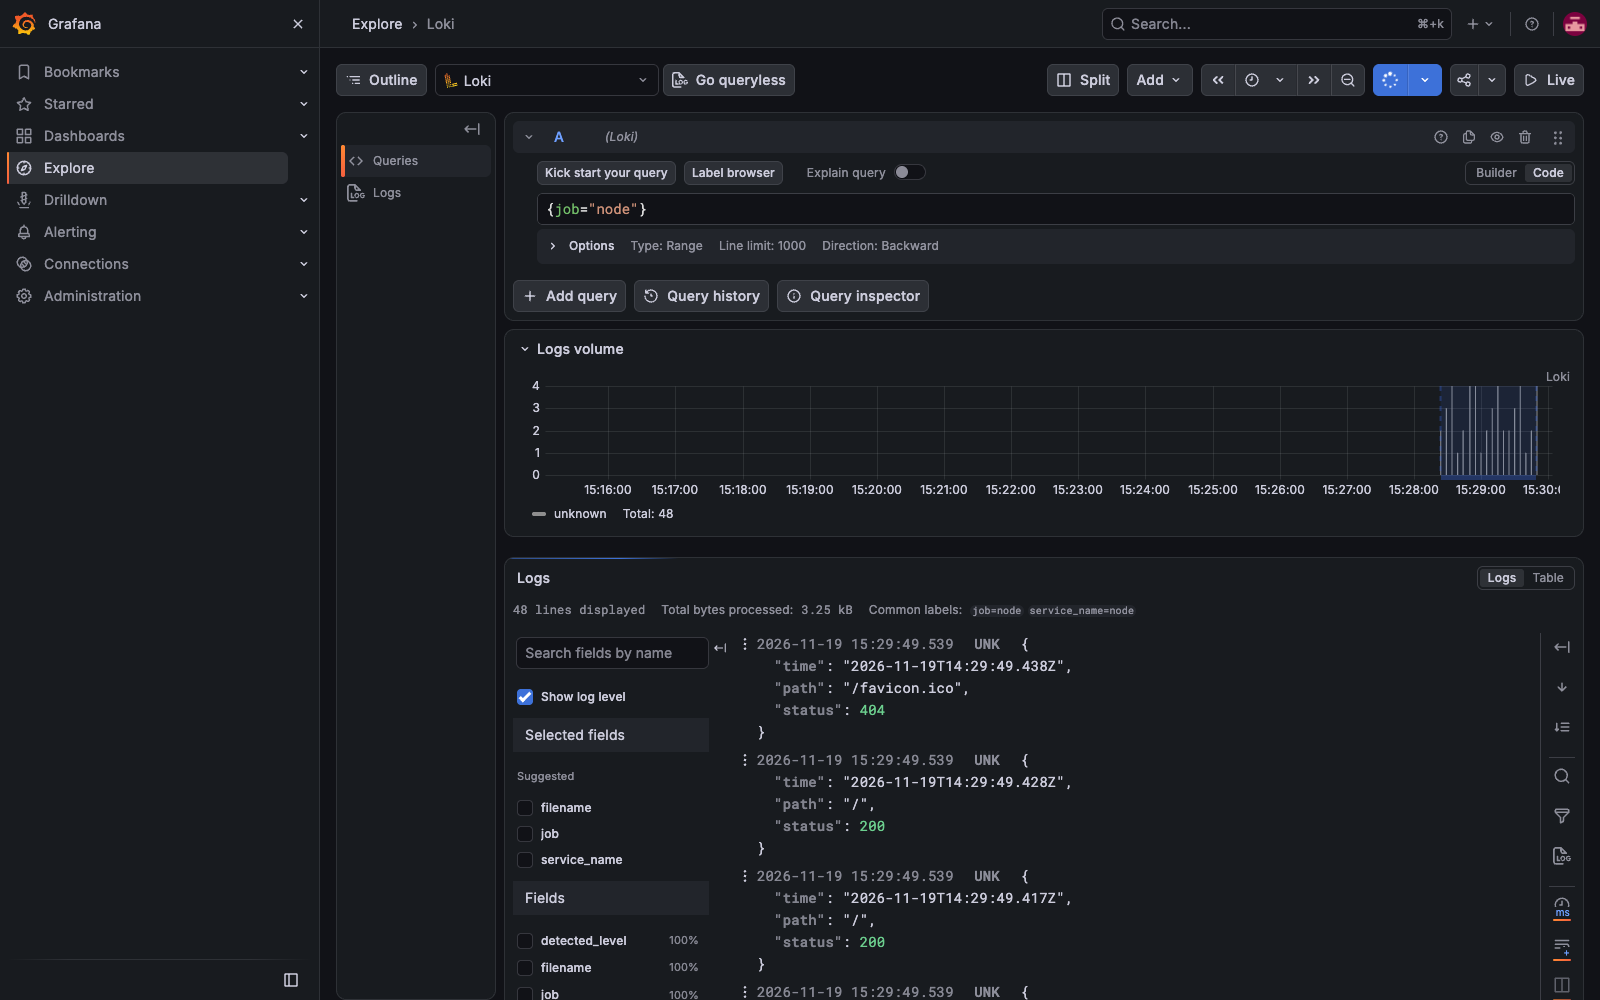 Grafana
Explore › Loki
Search...
⌘+k
Bookmarks
Starred
Dashboards
Explore
Drilldown
Alerting
Connections
Administration
Outline
Loki
Go queryless
Split
Add
Live
Queries
Logs
A
(Loki)
Kick start your query
Label browser
Explain query
Builder
Code
{job="node"}
Options
Type: Range
Line limit: 1000
Direction: Backward
Add query
Query history
Query inspector
Logs volume
Loki
4
3
2
1
0
15:16:00 15:17:00 15:18:00 15:19:00 15:20:00 15:21:00 15:22:00 15:23:00 15:24:00 15:25:00 15:26:00 15:27:00 15:28:00 15:29:00 15:30:0
unknown Total: 48
Logs
Logs
Table
48 lines displayed Total bytes processed: 3.25 kB Common labels: job=node service_name=node
Search fields by name
Show log level
Selected fields
Suggested
filename
job
service_name
Fields
detected_level 100%
filename 100%
job 100%
2026-11-19 15:29:49.539 UNK {
"time": "2026-11-19T14:29:49.438Z",
"path": "/favicon.ico",
"status": 404
}
2026-11-19 15:29:49.539 UNK {
"time": "2026-11-19T14:29:49.428Z",
"path": "/",
"status": 200
}
2026-11-19 15:29:49.539 UNK {
"time": "2026-11-19T14:29:49.417Z",
"path": "/",
"status": 200
}
2026-11-19 15:29:49.539 UNK {
LOG
ms